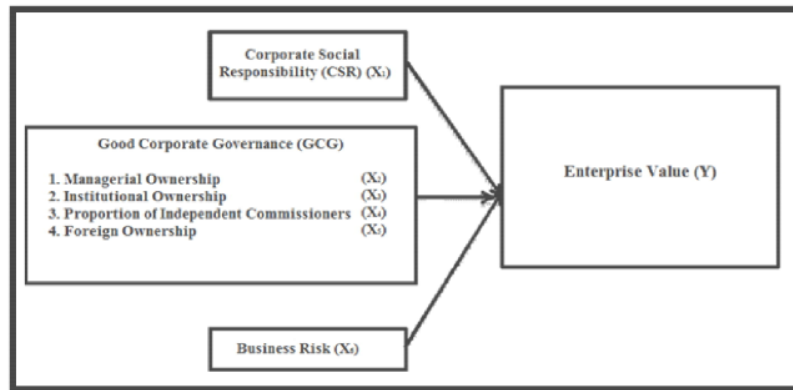 Corporate Social
Responsibility (CSR) (X₁)
Good Corporate Governance (GCG)
1. Managerial Ownership (X₂)
2. Institutional Ownership (X₃)
3. Proportion of Independent Commissioners (X₄)
4. Foreign Ownership (X₅)
Enterprise Value (Y)
Business Risk (X₆)